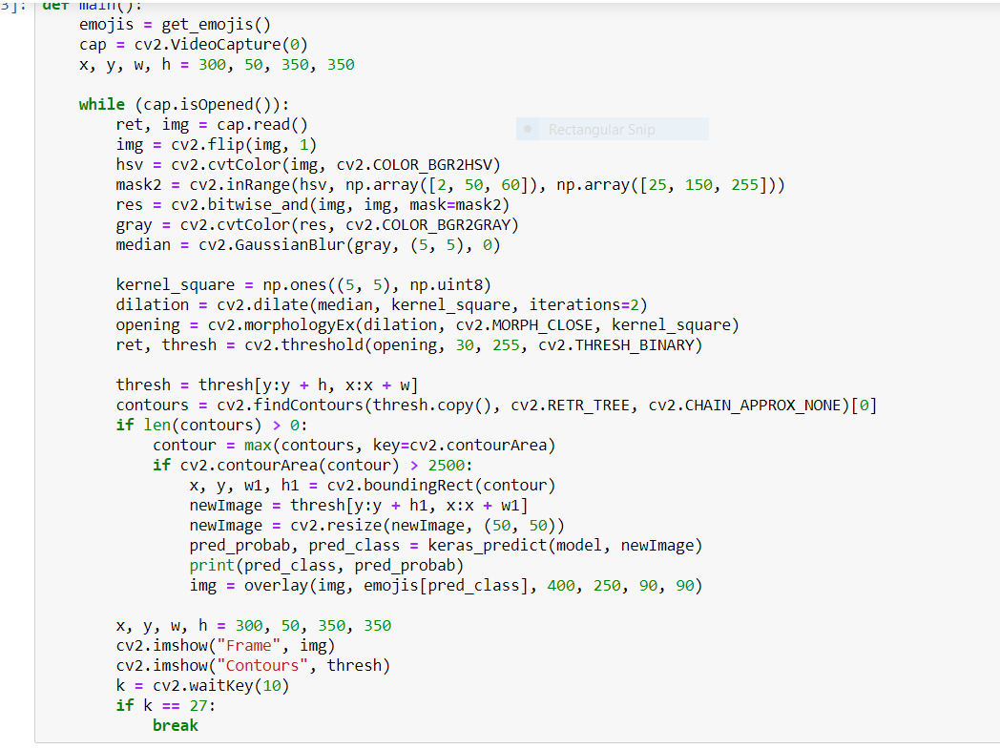 3]: def main():
    emojis = get_emojis()
    cap = cv2.VideoCapture(0)
    x, y, w, h = 300, 50, 350, 350

    while (cap.isOpened()):
        ret, img = cap.read()
        Rectangular Snip
        img = cv2.flip(img, 1)
        hsv = cv2.cvtColor(img, cv2.COLOR_BGR2HSV)
        mask2 = cv2.inRange(hsv, np.array([2, 50, 60]), np.array([25, 150, 255]))
        res = cv2.bitwise_and(img, img, mask=mask2)
        gray = cv2.cvtColor(res, cv2.COLOR_BGR2GRAY)
        median = cv2.GaussianBlur(gray, (5, 5), 0)

        kernel_square = np.ones((5, 5), np.uint8)
        dilation = cv2.dilate(median, kernel_square, iterations=2)
        opening = cv2.morphologyEx(dilation, cv2.MORPH_CLOSE, kernel_square)
        ret, thresh = cv2.threshold(opening, 30, 255, cv2.THRESH_BINARY)

        thresh = thresh[y:y + h, x:x + w]
        contours = cv2.findContours(thresh.copy(), cv2.RETR_TREE, cv2.CHAIN_APPROX_NONE)[0]
        if len(contours) > 0:
            contour = max(contours, key=cv2.contourArea)
            if cv2.contourArea(contour) > 2500:
                x, y, w1, h1 = cv2.boundingRect(contour)
                newImage = thresh[y:y + h1, x:x + w1]
                newImage = cv2.resize(newImage, (50, 50))
                pred_probab, pred_class = keras_predict(model, newImage)
                print(pred_class, pred_probab)
                img = overlay(img, emojis[pred_class], 400, 250, 90, 90)

        x, y, w, h = 300, 50, 350, 350
        cv2.imshow("Frame", img)
        cv2.imshow("Contours", thresh)
        k = cv2.waitKey(10)
        if k == 27:
            break